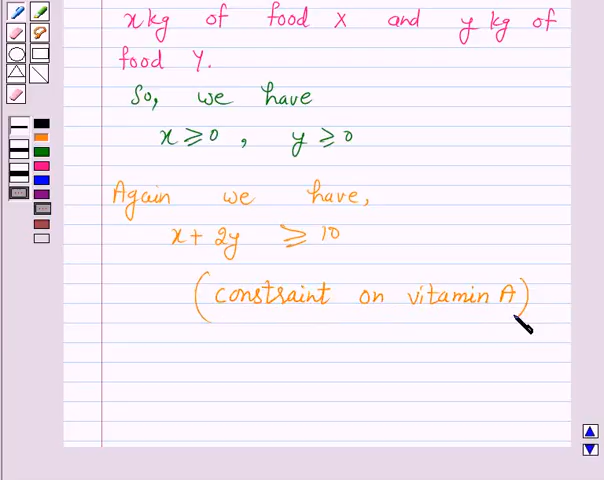 x kg of food X and y kg of
food Y.
So, we have
x ≥ 0 , y ≥ 0
Again we have,
x + 2y ≥ 10
(constraint on vitamin A)